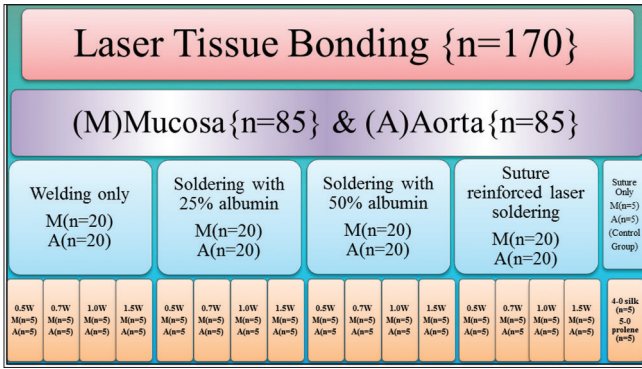 Laser Tissue Bonding {n=170}
(M)Mucosa{n=85} & (A)Aorta{n=85}
Welding only
M(n=20)
A(n=20)
Soldering with
25% albumin
M(n=20)
A(n=20)
Soldering with
50% albumin
M(n=20)
A(n=20)
Suture
reinforced laser
soldering
M(n=20)
A(n=20)
Suture
Only
M(n=5)
A(n=5)
(Control
Group)
0.5W
M(n=5)
A(n=5)
0.7W
M(n=5)
A(n=5)
1.0W
M(n=5)
A(n=5)
1.5W
M(n=5)
A(n=5)
0.5W
M(n=5)
A(n=5
0.7W
M(n=5)
A(n=5
1.0W
M(n=5)
A(n=5
1.5W
M(n=5)
A(n=5
0.5W
M(n=5)
A(n=5)
0.7W
M(n=5)
A(n=5)
1.0W
M(n=5)
A(n=5)
1.5W
M(n=5)
A(n=5)
0.5W
M(n=5)
A(n=5)
0.7W
M(n=5)
A(n=5)
1.0W
M(n=5)
A(n=5)
1.5W
M(n=5)
A(n=5)
4-0 silk
(n=5)
5-0
prolene
(n=5)